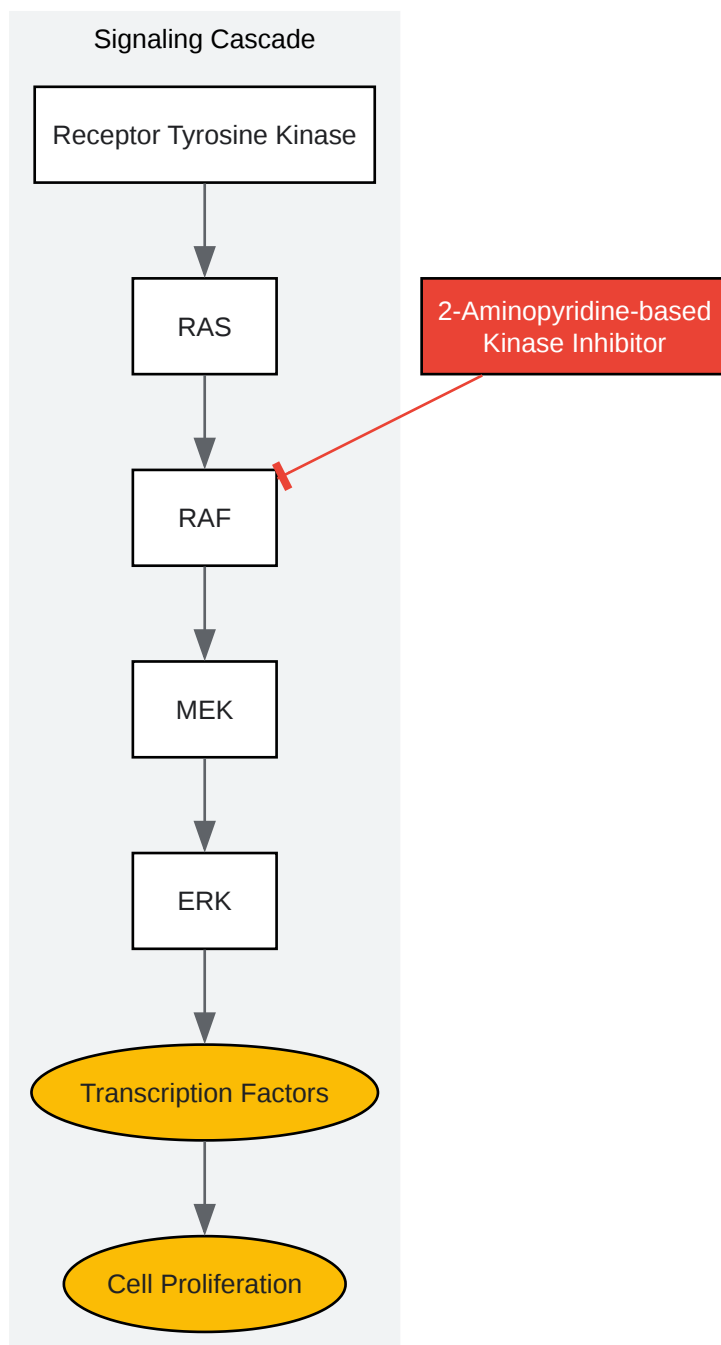 Signaling Cascade
Receptor Tyrosine Kinase
RAS
2-Aminopyridine-based
Kinase Inhibitor
RAF
MEK
ERK
Transcription Factors
Cell Proliferation